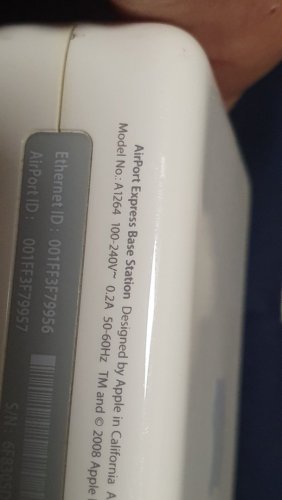 AirPort Express Base Station Designed by Apple in California
Model No.: A1264 100-240V~ 0.2A 50-60Hz TM and © 2008 Apple
Ethernet ID : 001FF3F79956
AirPort ID : 001FF3F79957
S/N :